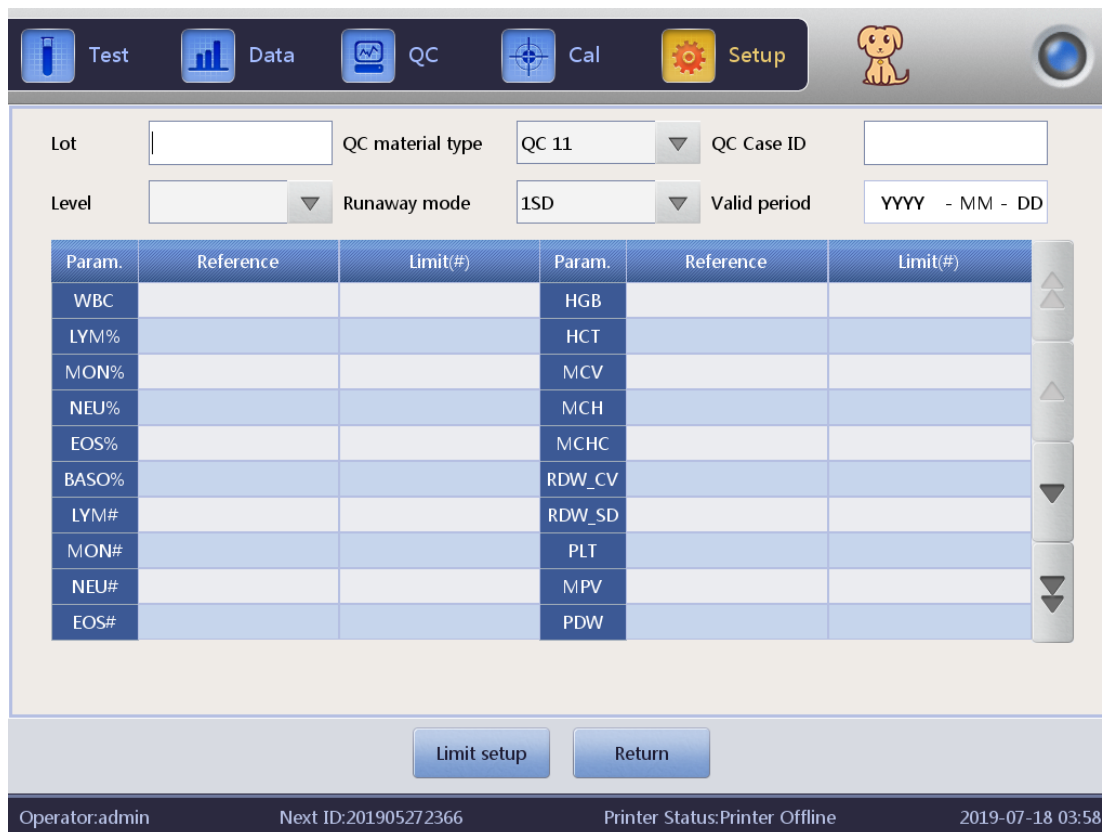 Test Data QC Cal Setup
Lot QC material type QC 11 QC Case ID
Level Runaway mode 1SD Valid period YYYY - MM - DD
Param. Reference Limit(#) Param. Reference Limit(#)
WBC HGB
LYM% HCT
MON% MCV
NEU% MCH
EOS% MCHC
BASO% RDW_CV
LYM# RDW_SD
MON# PLT
NEU# MPV
EOS# PDW
Limit setup Return
Operator:admin Next ID:201905272366 Printer Status:Printer Offline 2019-07-18 03:58